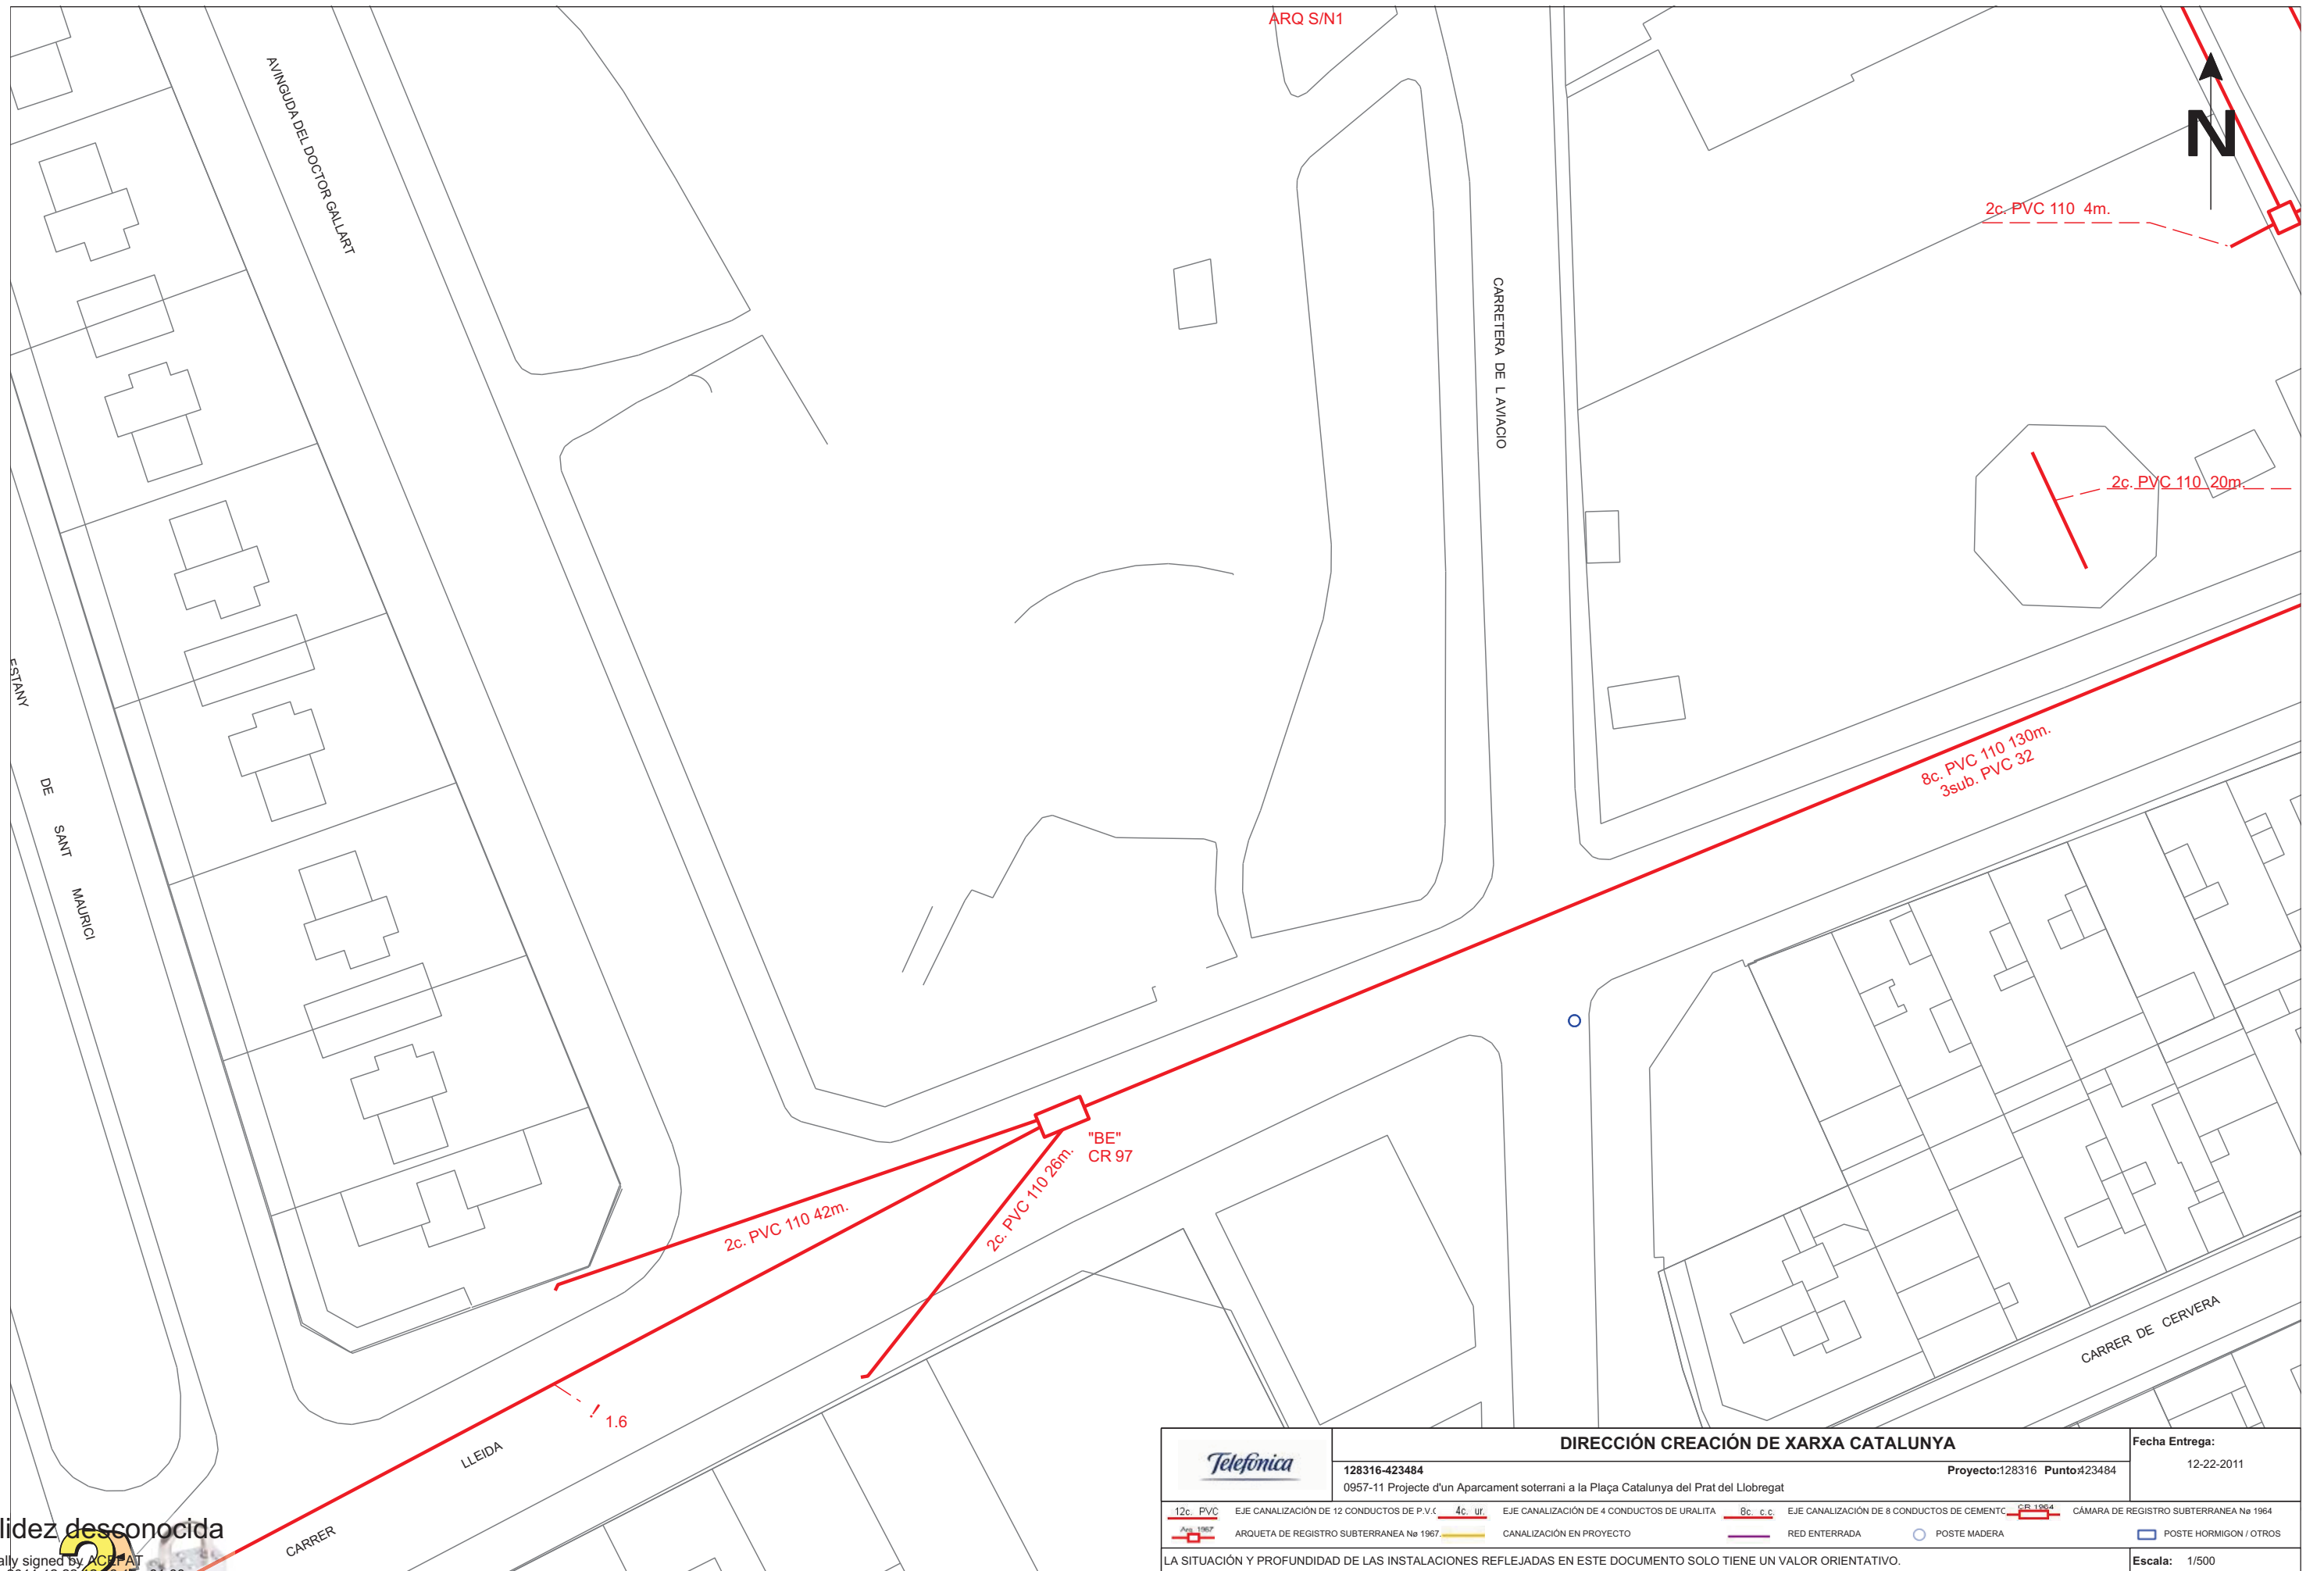 ARQ S/N1
AVINGUDA DEL DOCTOR GALLART
N
2c. PVC 110 4m.
CARRETERA DE L AVIACIO
2c. PVC 110 20m.
ESTANY DE SANT MAURICI
8c. PVC 110 130m.
3sub. PVC 32
"BE"
CR 97
2c. PVC 110 42m.
2c. PVC 110 26m.
1.6
CARRER DE CERVERA
CARRER LLEIDA
lidez desconocida
ally signed by ACEFAT
Telefónica
DIRECCIÓN CREACIÓN DE XARXA CATALUNYA
Fecha Entrega:
12-22-2011
128316-423484
Proyecto:128316 Punto:423484
0957-11 Projecte d'un Aparcament soterrani a la Plaça Catalunya del Prat del Llobregat
12c. PVC EJE CANALIZACIÓN DE 12 CONDUCTOS DE P.V.C 4c. ur. EJE CANALIZACIÓN DE 4 CONDUCTOS DE URALITA 8c. c.c. EJE CANALIZACIÓN DE 8 CONDUCTOS DE CEMENTO CR 1964 CÀMARA DE REGISTRO SUBTERRANEA Nø 1964
Arq. 1967 ARQUETA DE REGISTRO SUBTERRANEA Nø 1967. CANALIZACIÓN EN PROYECTO RED ENTERRADA POSTE MADERA POSTE HORMIGON / OTROS
LA SITUACIÓN Y PROFUNDIDAD DE LAS INSTALACIONES REFLEJADAS EN ESTE DOCUMENTO SOLO TIENE UN VALOR ORIENTATIVO.
Escala: 1/500